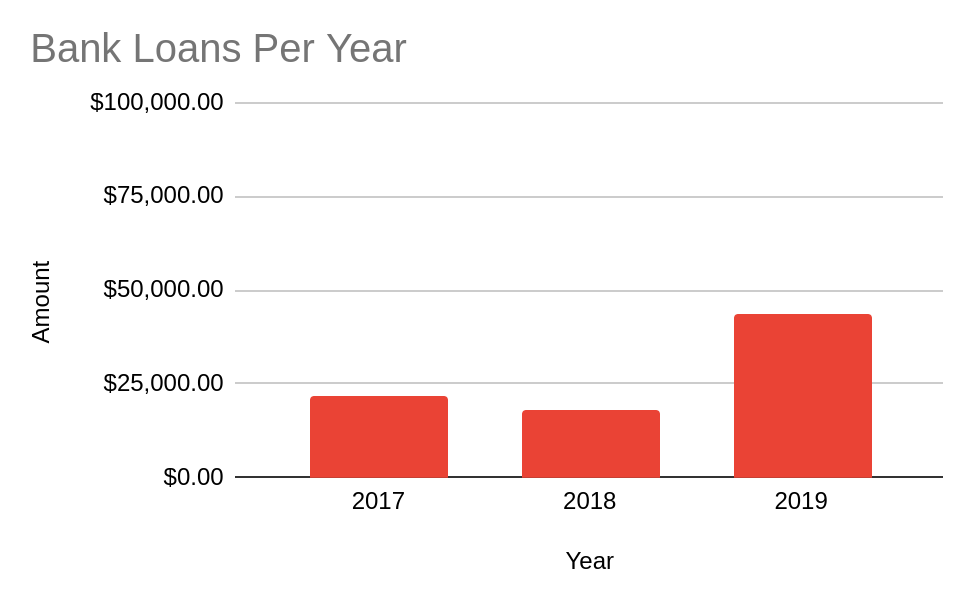 Bank Loans Per Year
$100,000.00
$75,000.00
$50,000.00
$25,000.00
$0.00
Amount
2017 2018 2019
Year